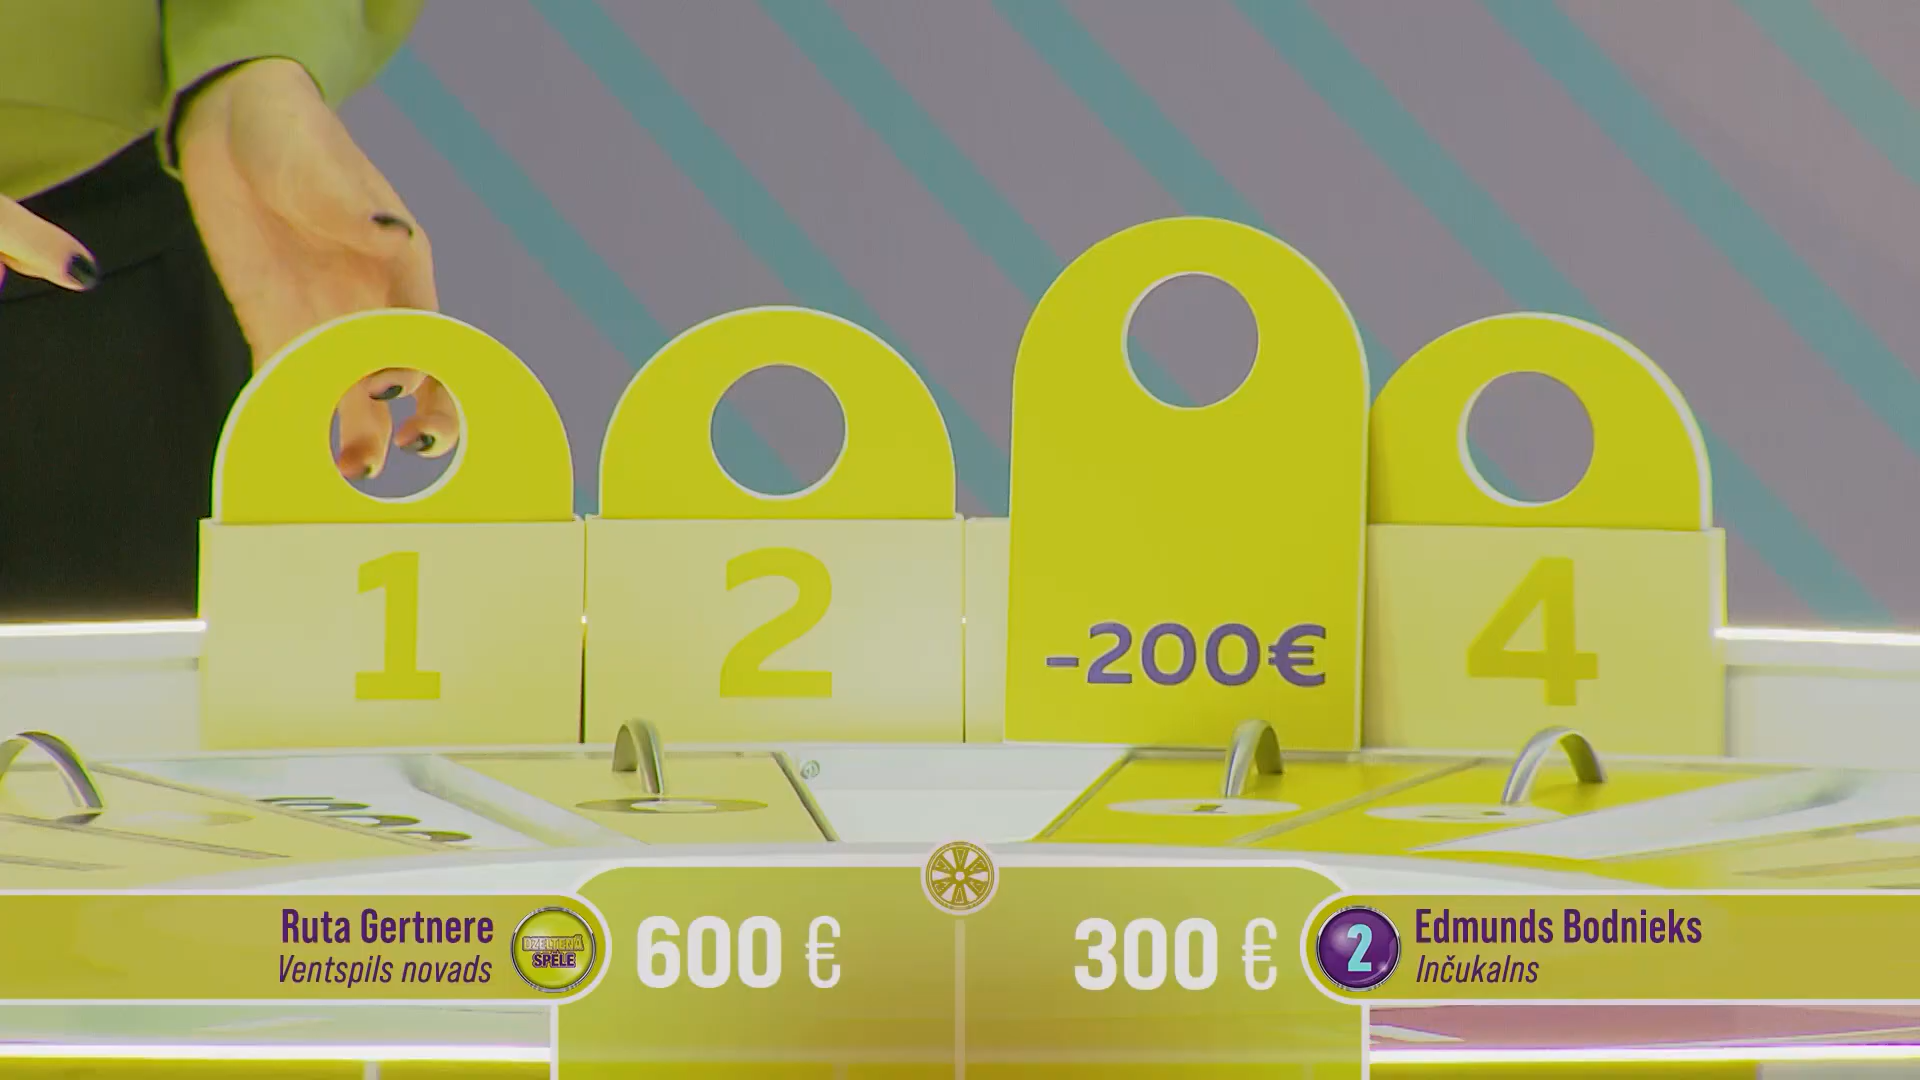 1
2
-200€
4
Ruta Gertnere
Ventspils novads
DZELTENĀ
SPĒLE
600 €
300 €
2
Edmunds Bodnieks
Inčukalns